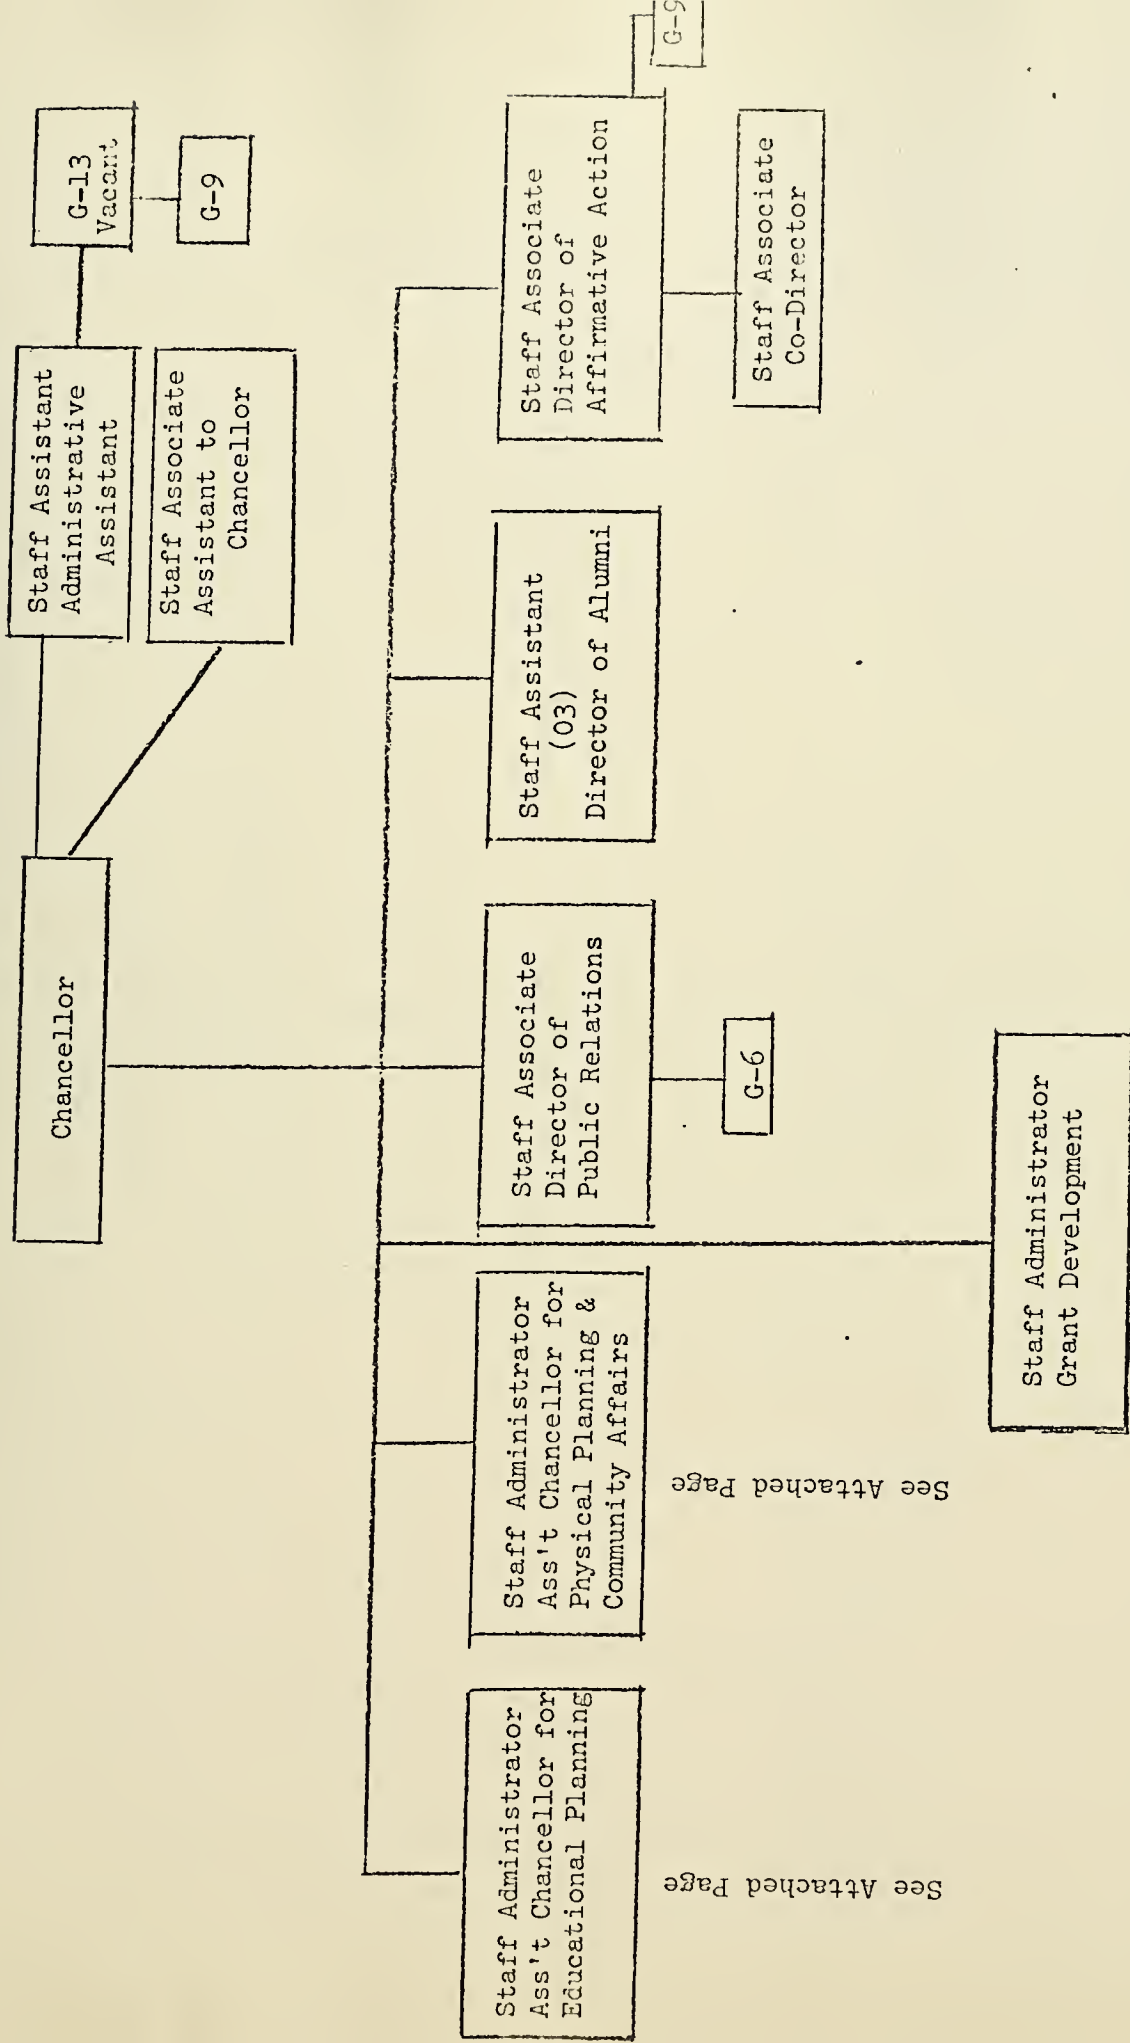 Chancellor
Staff Assistant
Administrative
Assistant
G-13
Vacant
G-9
Staff Associate
Assistant to
Chancellor
Staff Administrator
Ass't Chancellor for
Educational Planning
See Attached Page
Staff Administrator
Ass't Chancellor for
Physical Planning &
Community Affairs
See Attached Page
Staff Associate
Director of
Public Relations
G-6
Staff Assistant
(03)
Director of Alumni
Staff Associate
Director of
Affirmative Action
G-9
Staff Associate
Co-Director
Staff Administrator
Grant Development